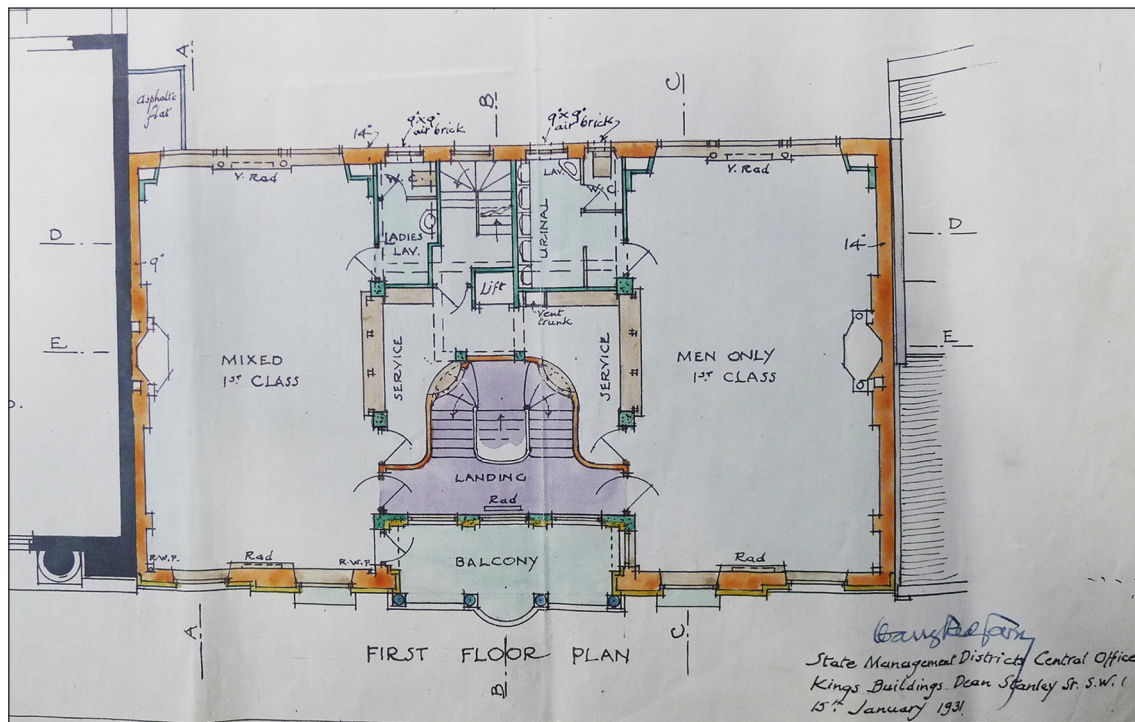 A
C
B
Asphalte
flat
14"
9"x9"
air brick
9"x9"
air brick
V. Rad
W.C.
LAV.
W.C.
V. Rad
LADIES
LAV.
URINAL
D
D
9"
14"
Lift
Vent
trunk
E
E
MIXED
1ST CLASS
SERVICE
SERVICE
MEN ONLY
1ST CLASS
LANDING
Rad
BALCONY
R.W.P.
Rad
R.W.P.
Rad
A
B
C
FIRST FLOOR PLAN
State Management Districts Central Office
Kings Buildings Dean Stanley St. S.W.1
15th January 1931